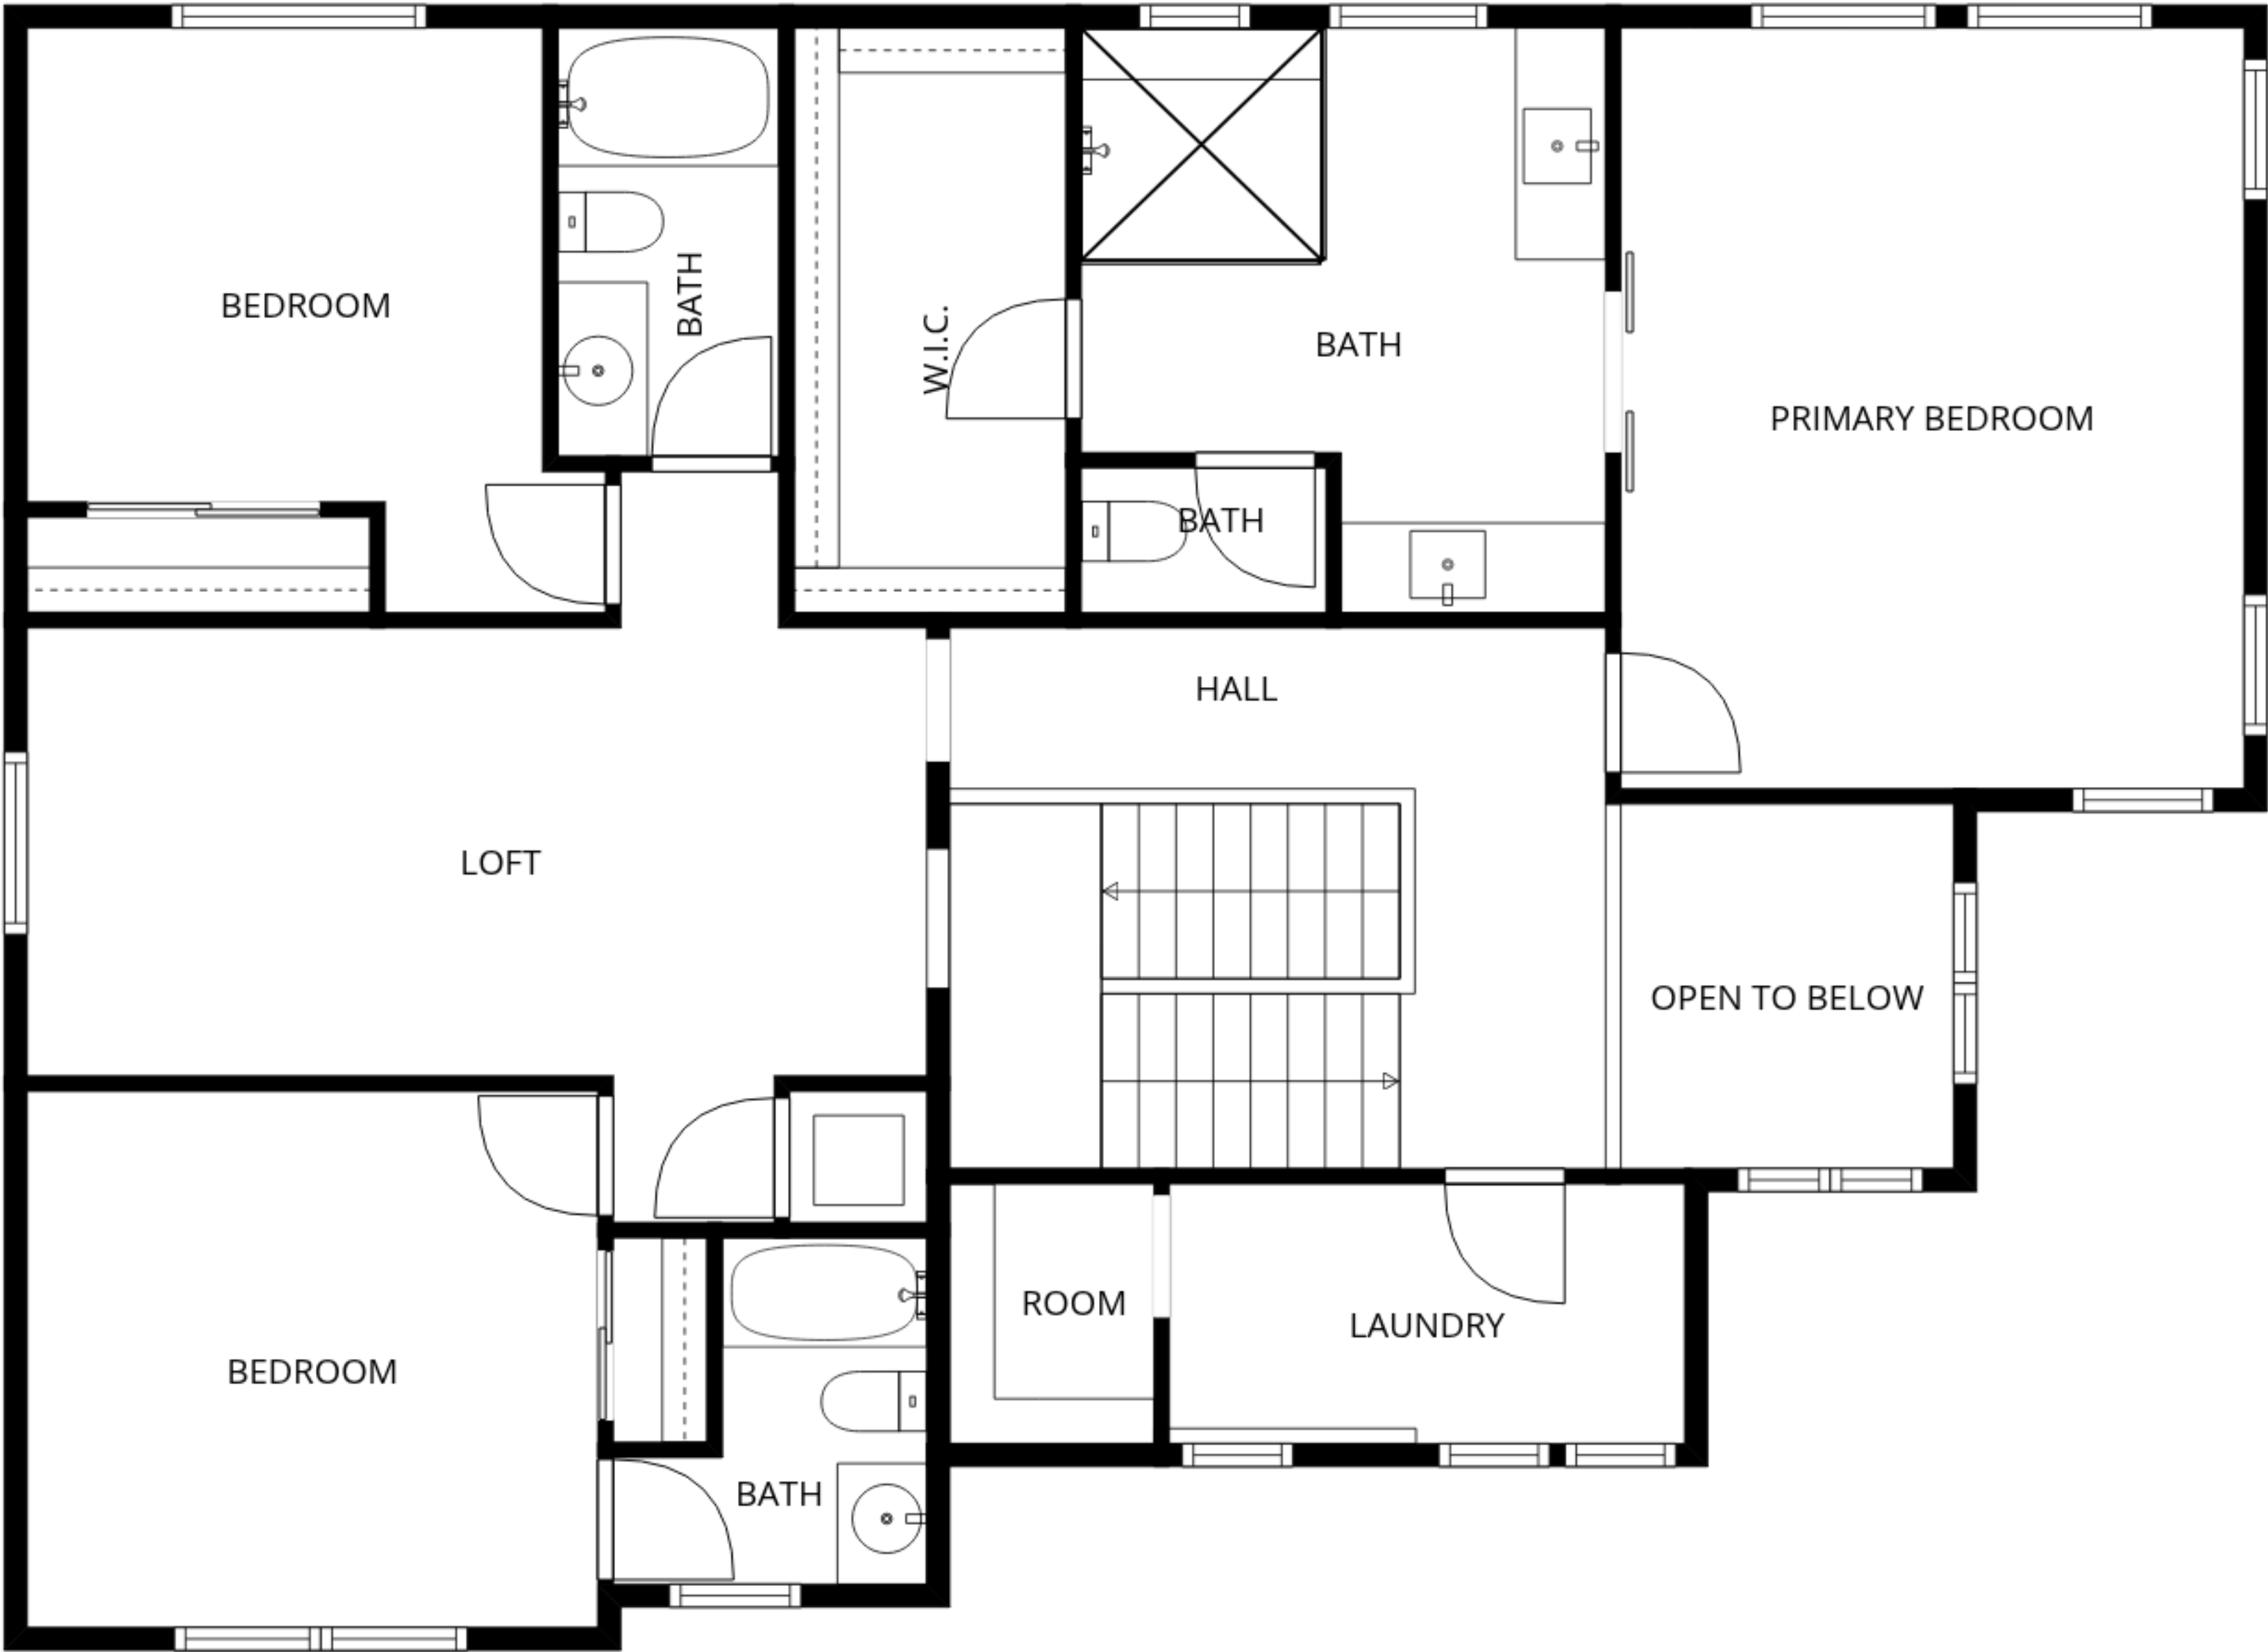 BEDROOM
BATH
W.I.C.
BATH
PRIMARY BEDROOM
BATH
HALL
LOFT
OPEN TO BELOW
ROOM
LAUNDRY
BEDROOM
BATH